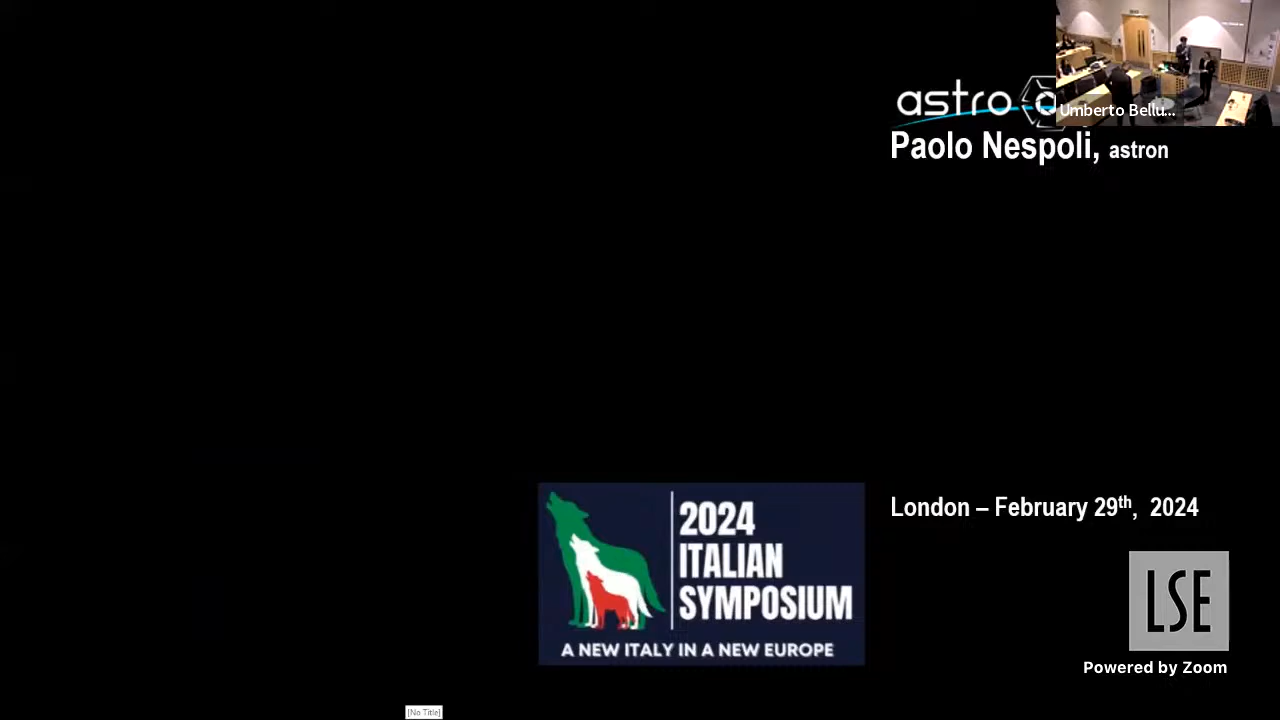 astro
Umberto Bellu...
Paolo Nespoli, astron
London – February 29th, 2024
2024
ITALIAN
SYMPOSIUM
A NEW ITALY IN A NEW EUROPE
LSE
Powered by Zoom
[No Title]